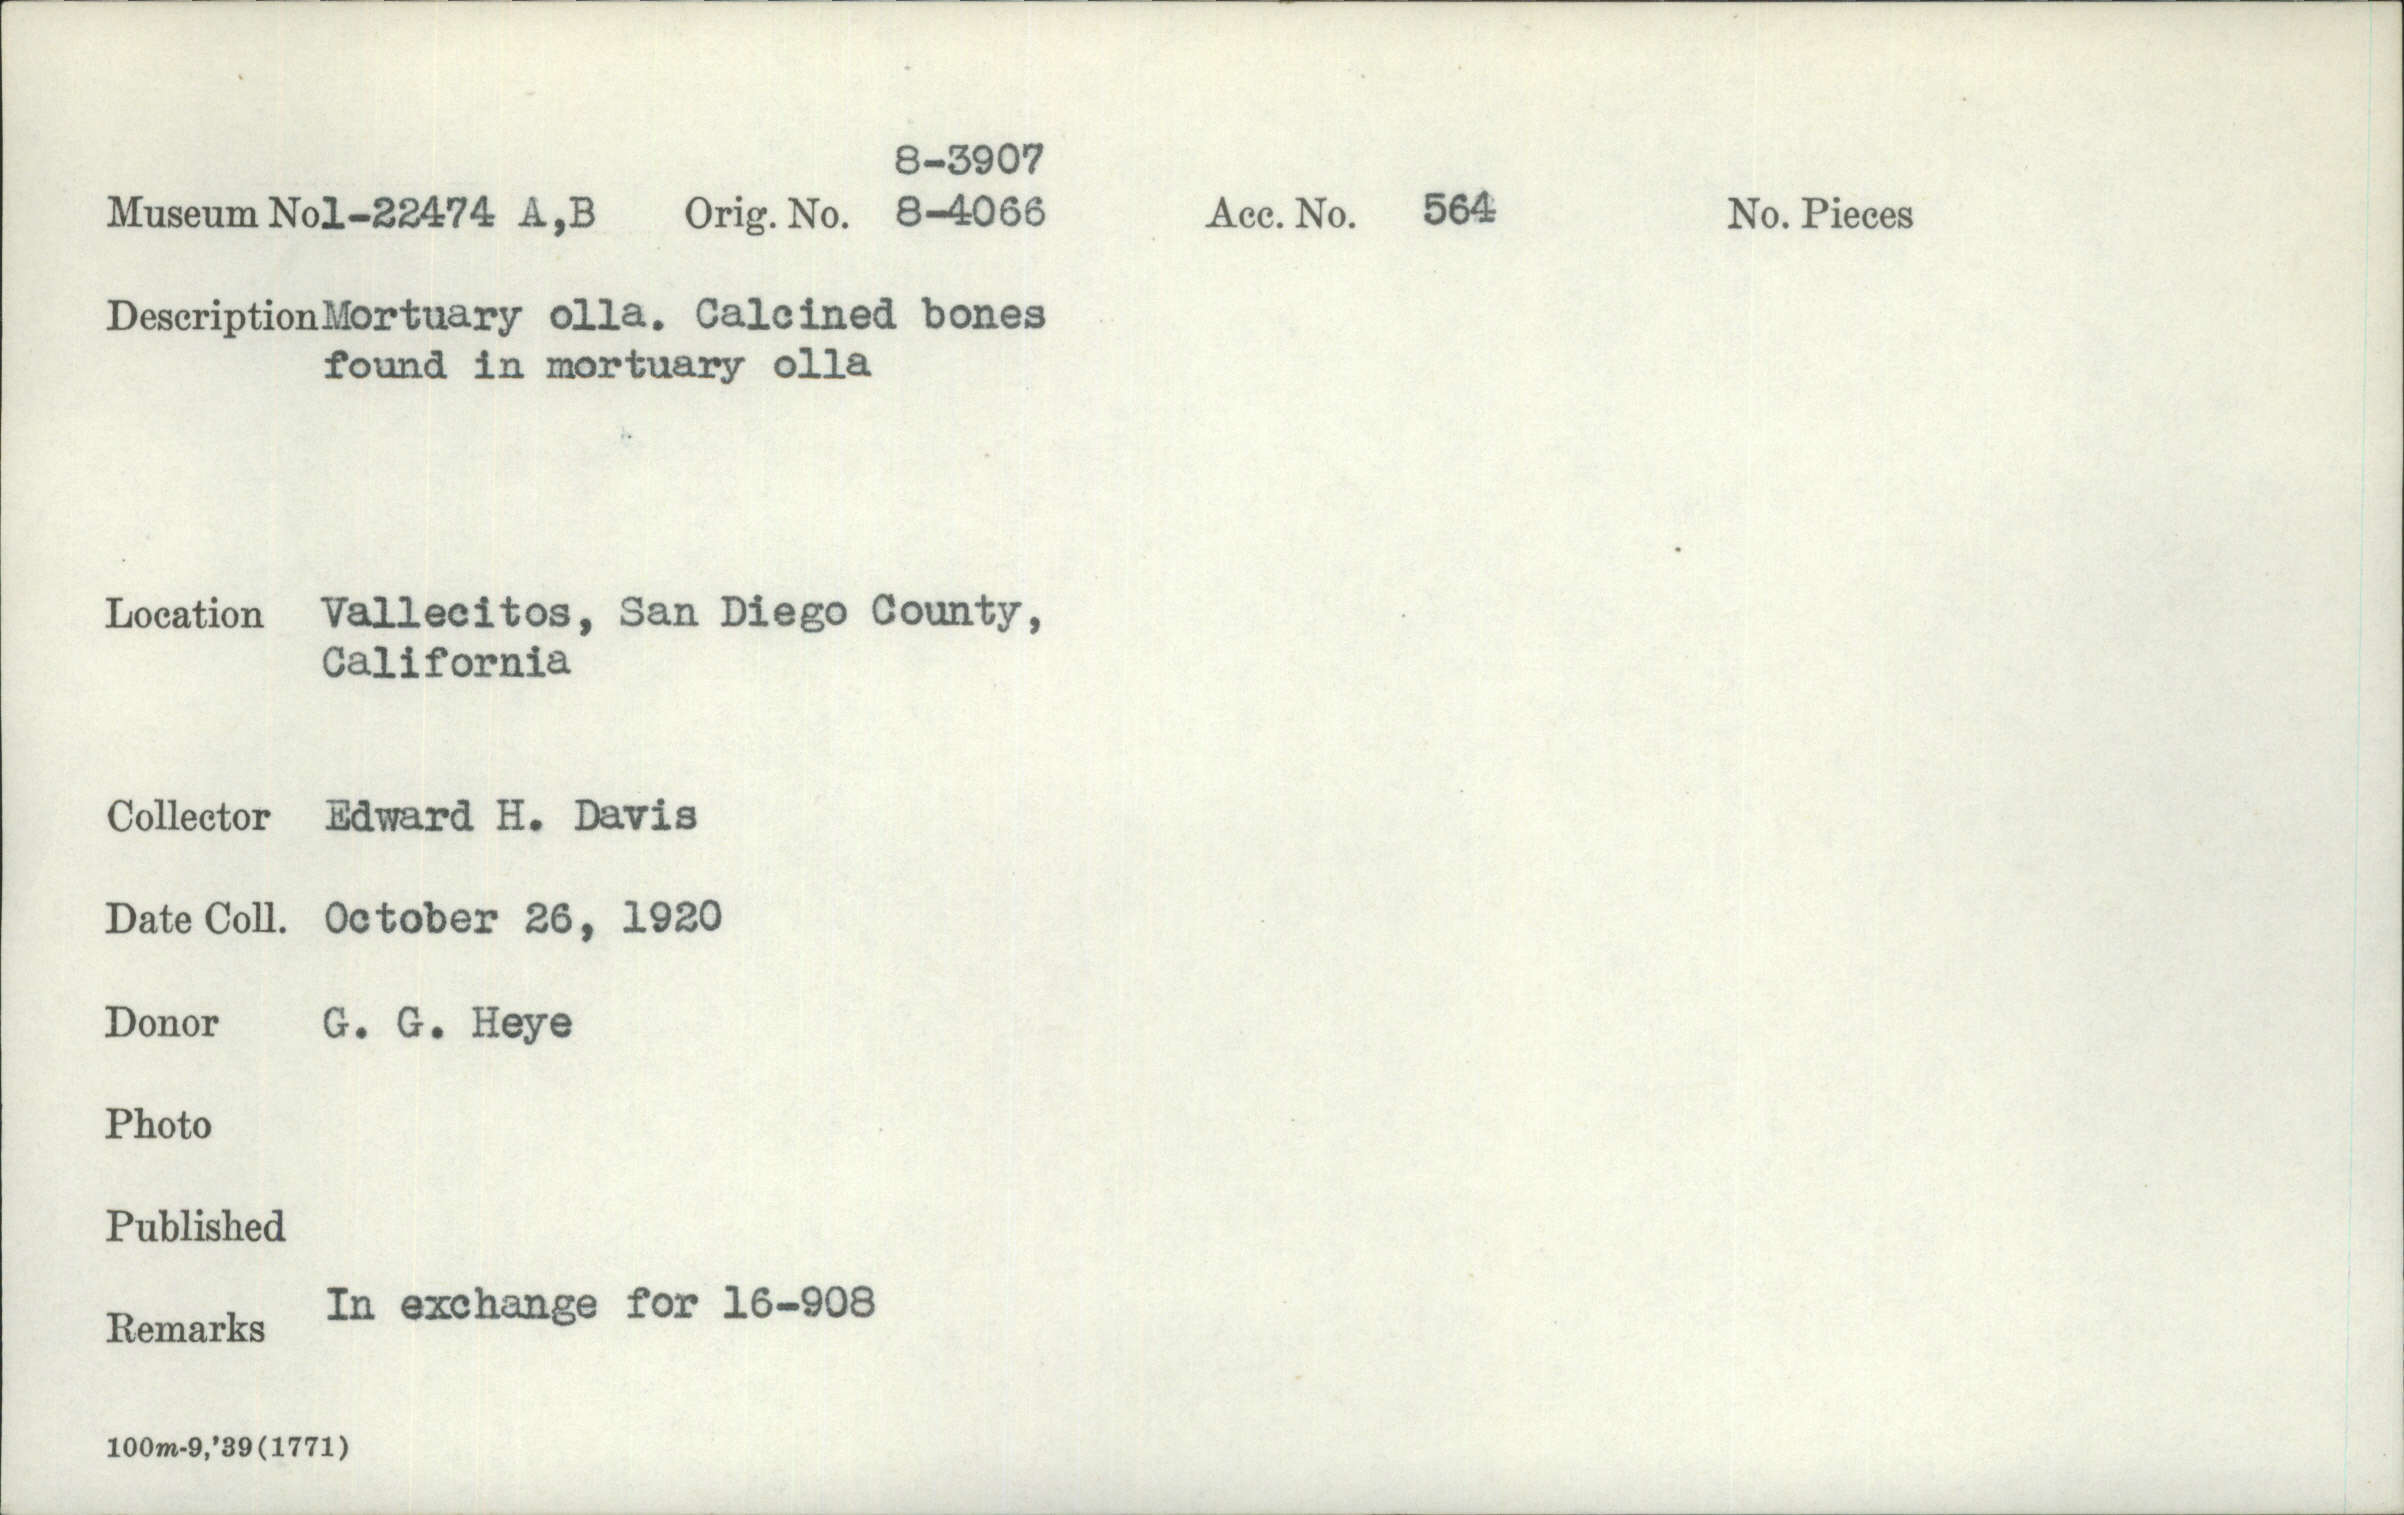 8-3907
Museum No1-22474 A,B Orig. No. 8-4066 Acc. No. 564 No. Pieces
DescriptionMortuary olla. Calcined bones
found in mortuary olla
Location Vallecitos, San Diego County,
California
Collector Edward H. Davis
Date Coll. October 26, 1920
Donor G. G. Heye
Photo
Published
Remarks In exchange for 16-908
100m-9,'39(1771)